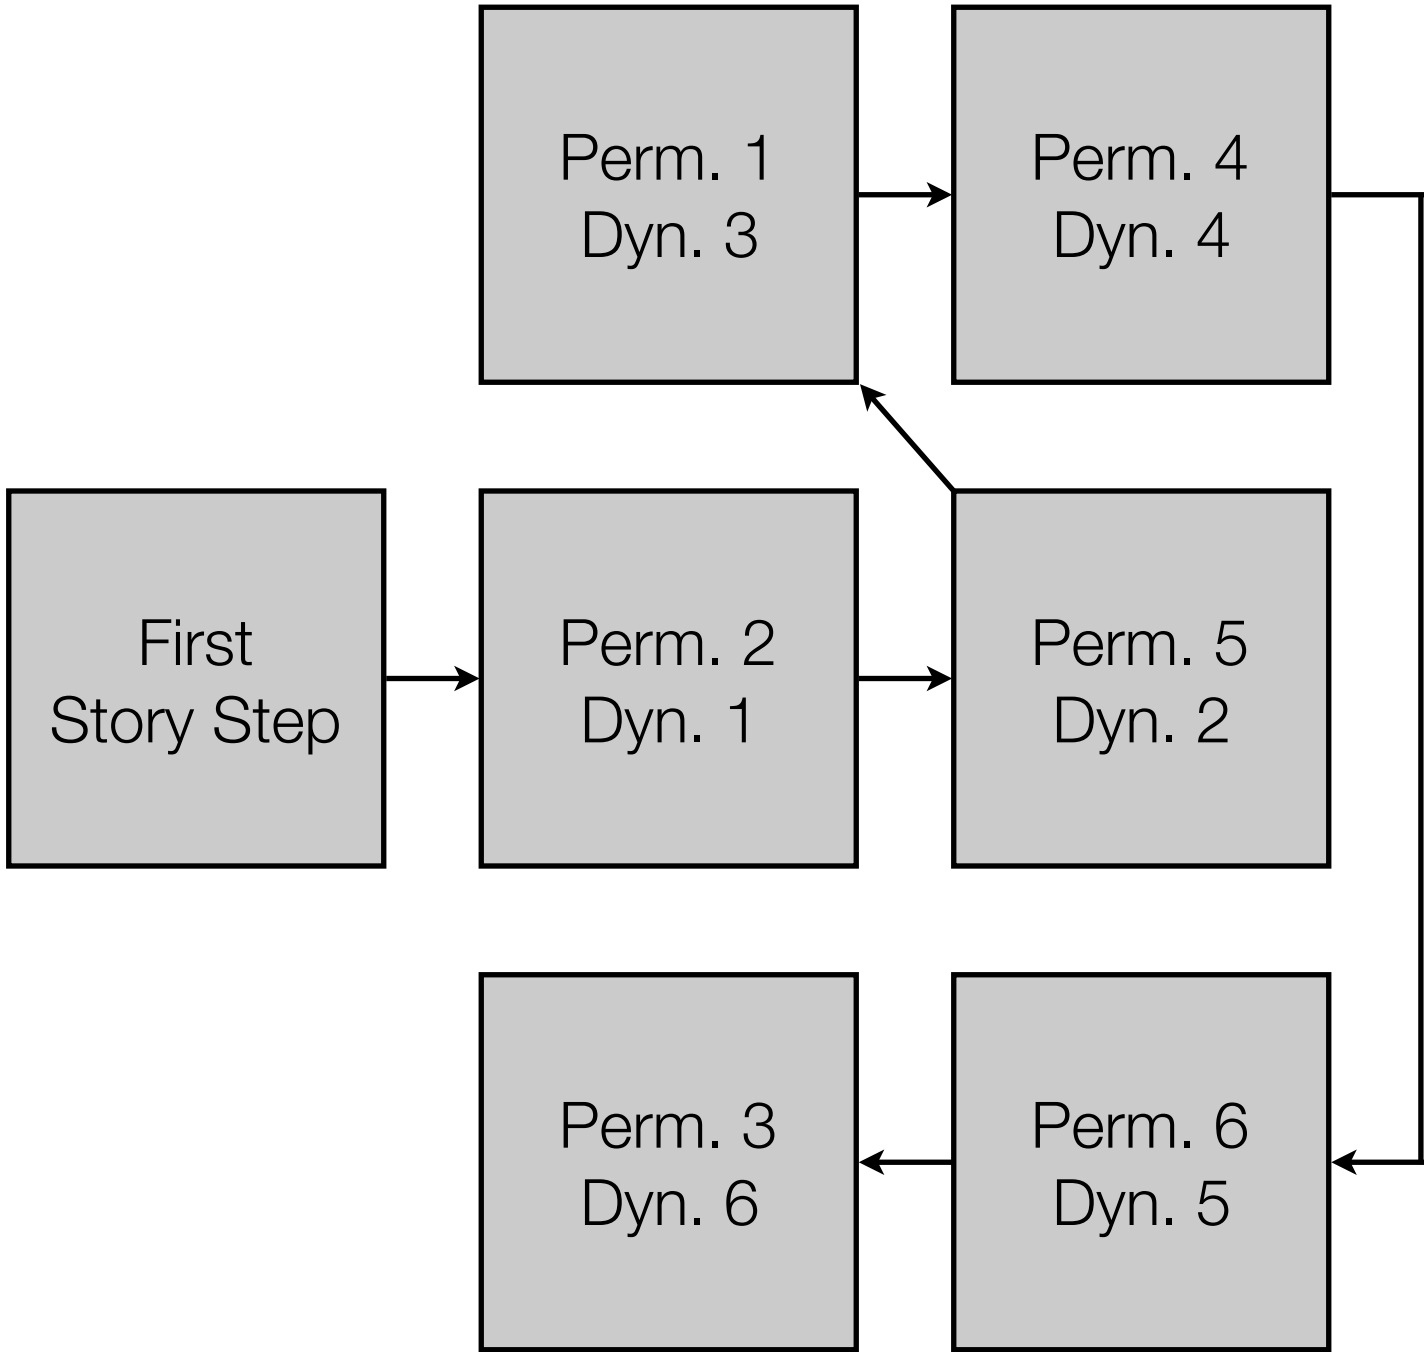 Perm. 1
Dyn. 3
Perm. 4
Dyn. 4
First
Story Step
Perm. 2
Dyn. 1
Perm. 5
Dyn. 2
Perm. 3
Dyn. 6
Perm. 6
Dyn. 5